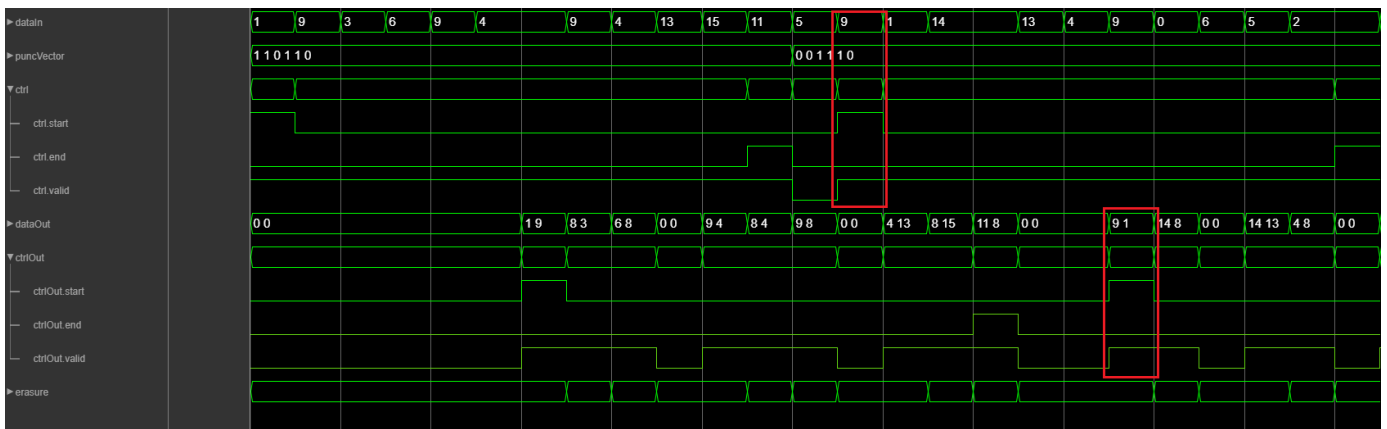 dataIn 1 9 3 6 9 4 9 4 13 15 11 5 9 1 14 13 4 9 0 6 5 2
puncVector 1 1 0 1 1 0 0 0 1 1 1 0
ctrl
ctrl.start
ctrl.end
ctrl.valid
dataOut 0 0 1 9 8 3 6 8 0 0 9 4 8 4 9 8 0 0 4 13 8 15 11 8 0 0 9 1 14 8 0 0 14 13 4 8 0 0
ctrlOut
ctrlOut.start
ctrlOut.end
ctrlOut.valid
erasure